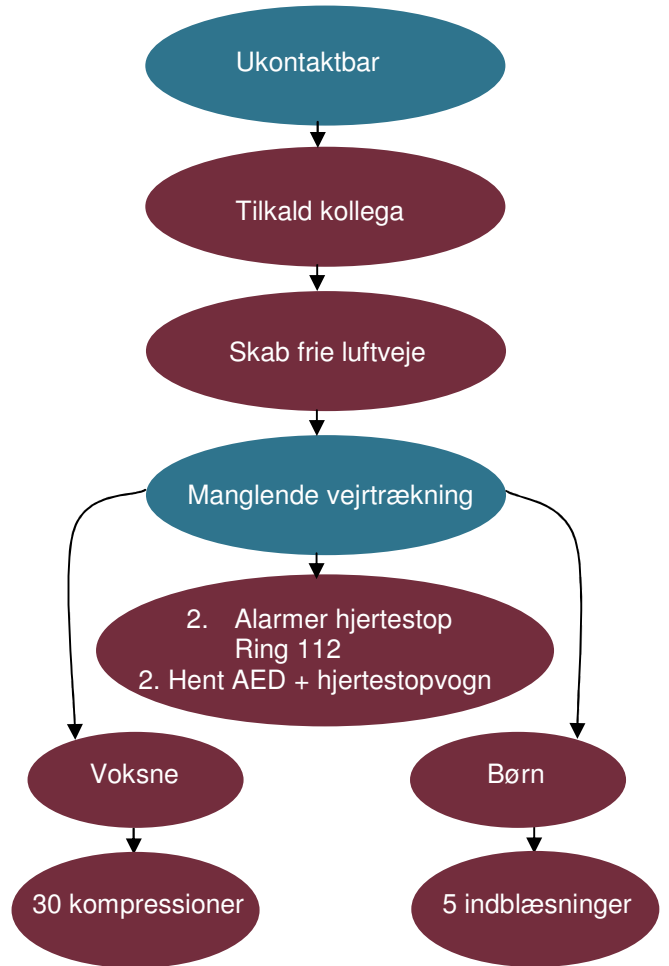 Ukontaktbar
Tilkald kollega
Skab frie luftveje
Manglende vejrtrækning
2. Alarmer hjertestop
Ring 112
2. Hent AED + hjertestopvogn
Voksne
Børn
30 kompressioner
5 indblæsninger